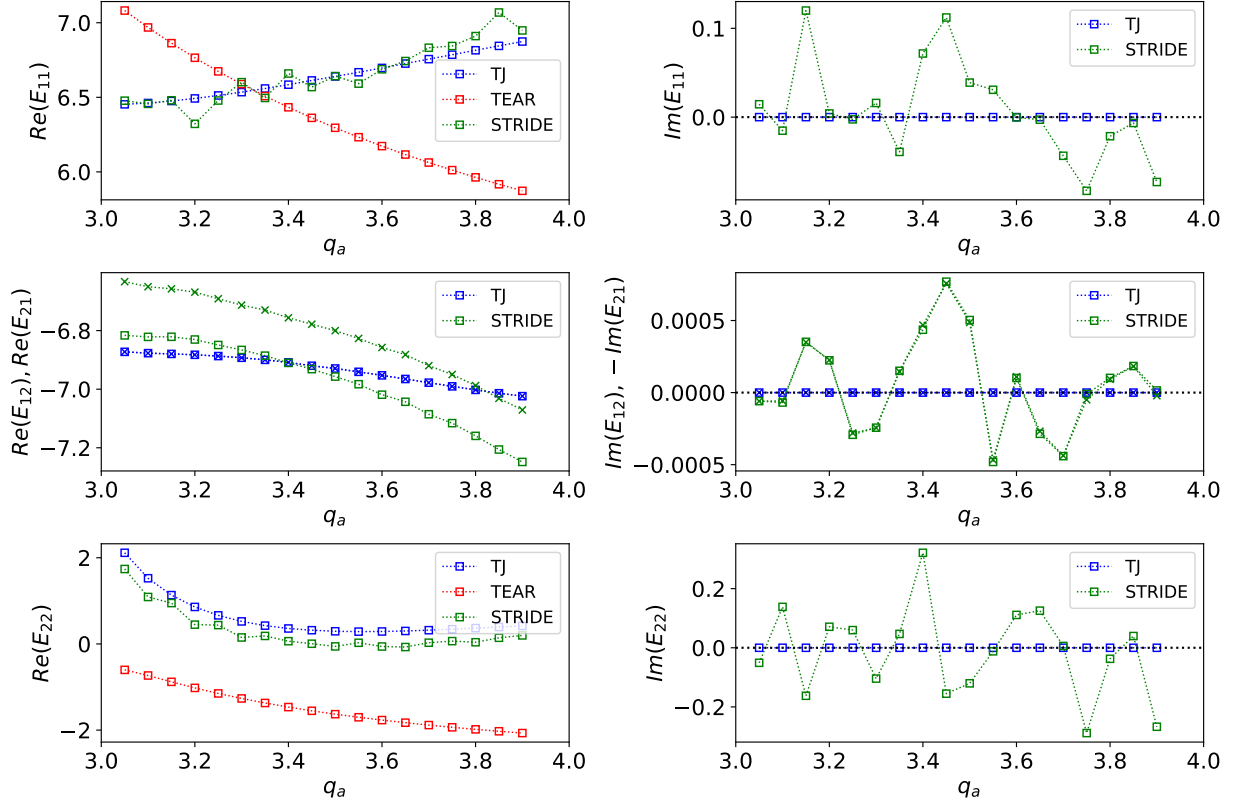 7.0
6.5
6.0
Re(E₁₁)
TJ
TEAR
STRIDE
3.0 3.2 3.4 3.6 3.8 4.0
qₐ
0.1
0.0
Im(E₁₁)
TJ
STRIDE
3.0 3.2 3.4 3.6 3.8 4.0
qₐ
−6.8
−7.0
−7.2
Re(E₁₂), Re(E₂₁)
TJ
STRIDE
3.0 3.2 3.4 3.6 3.8 4.0
qₐ
0.0005
0.0000
−0.0005
Im(E₁₂), − Im(E₂₁)
TJ
STRIDE
3.0 3.2 3.4 3.6 3.8 4.0
qₐ
2
0
−2
Re(E₂₂)
TJ
TEAR
STRIDE
3.0 3.2 3.4 3.6 3.8 4.0
qₐ
0.2
0.0
−0.2
Im(E₂₂)
TJ
STRIDE
3.0 3.2 3.4 3.6 3.8 4.0
qₐ